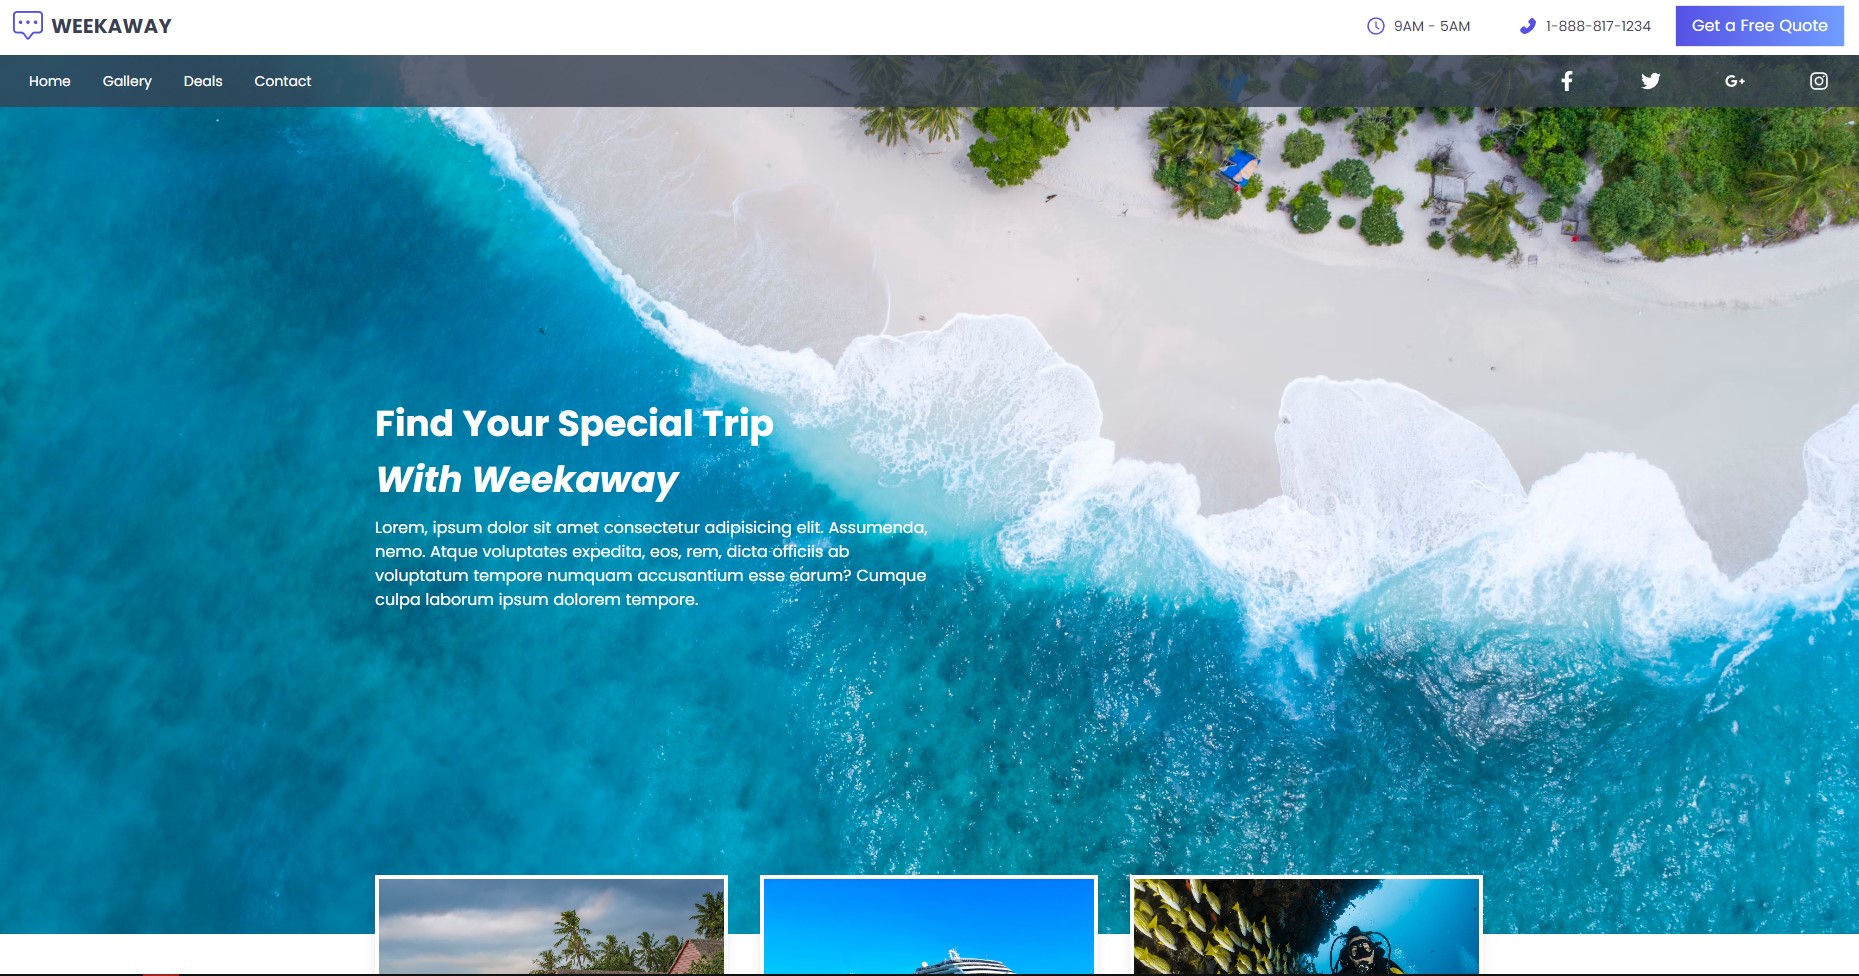 WEEKAWAY
9AM - 5AM
1-888-817-1234
Get a Free Quote
Home
Gallery
Deals
Contact
G+
Find Your Special Trip
With Weekaway
Lorem, ipsum dolor sit amet consectetur adipisicing elit. Assumenda,
nemo. Atque voluptates expedita, eos, rem, dicta officiis ab
voluptatum tempore numquam accusantium esse earum? Cumque
culpa laborum ipsum dolorem tempore.